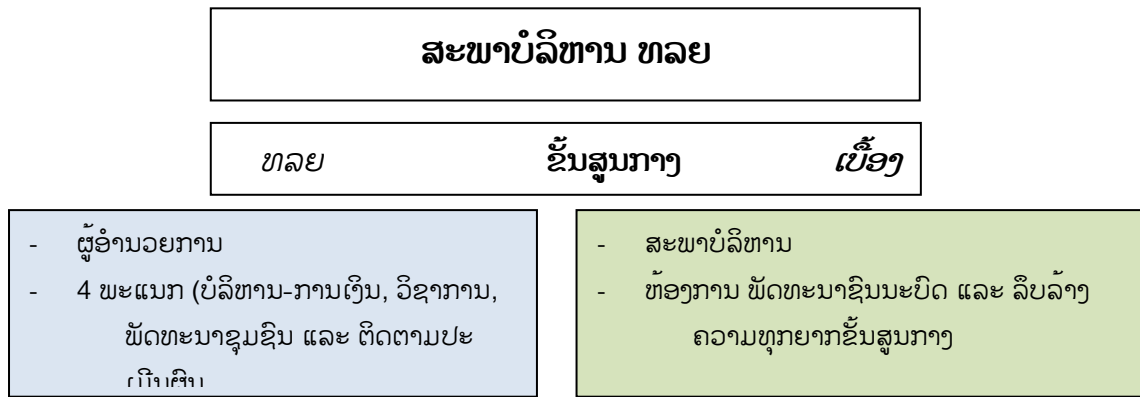 ສະພາບໍລິຫານ ທລຍ
ທລຍ ຂັ້ນສູນກາງ ເບື້ອງ
- ຜູ້ອຳນວຍການ
- 4 ພະແນກ (ບໍລິຫານ-ການເງິນ, ວິຊາການ,
ພັດທະນາຊຸມຊົນ ແລະ ຕິດຕາມປະ
- ສະພາບໍລິຫານ
- ຫ້ອງການ ພັດທະນາຊົນນະບົດ ແລະ ລຶບລ້າງ
ຄວາມທຸກຍາກຂັ້ນສູນກາງ